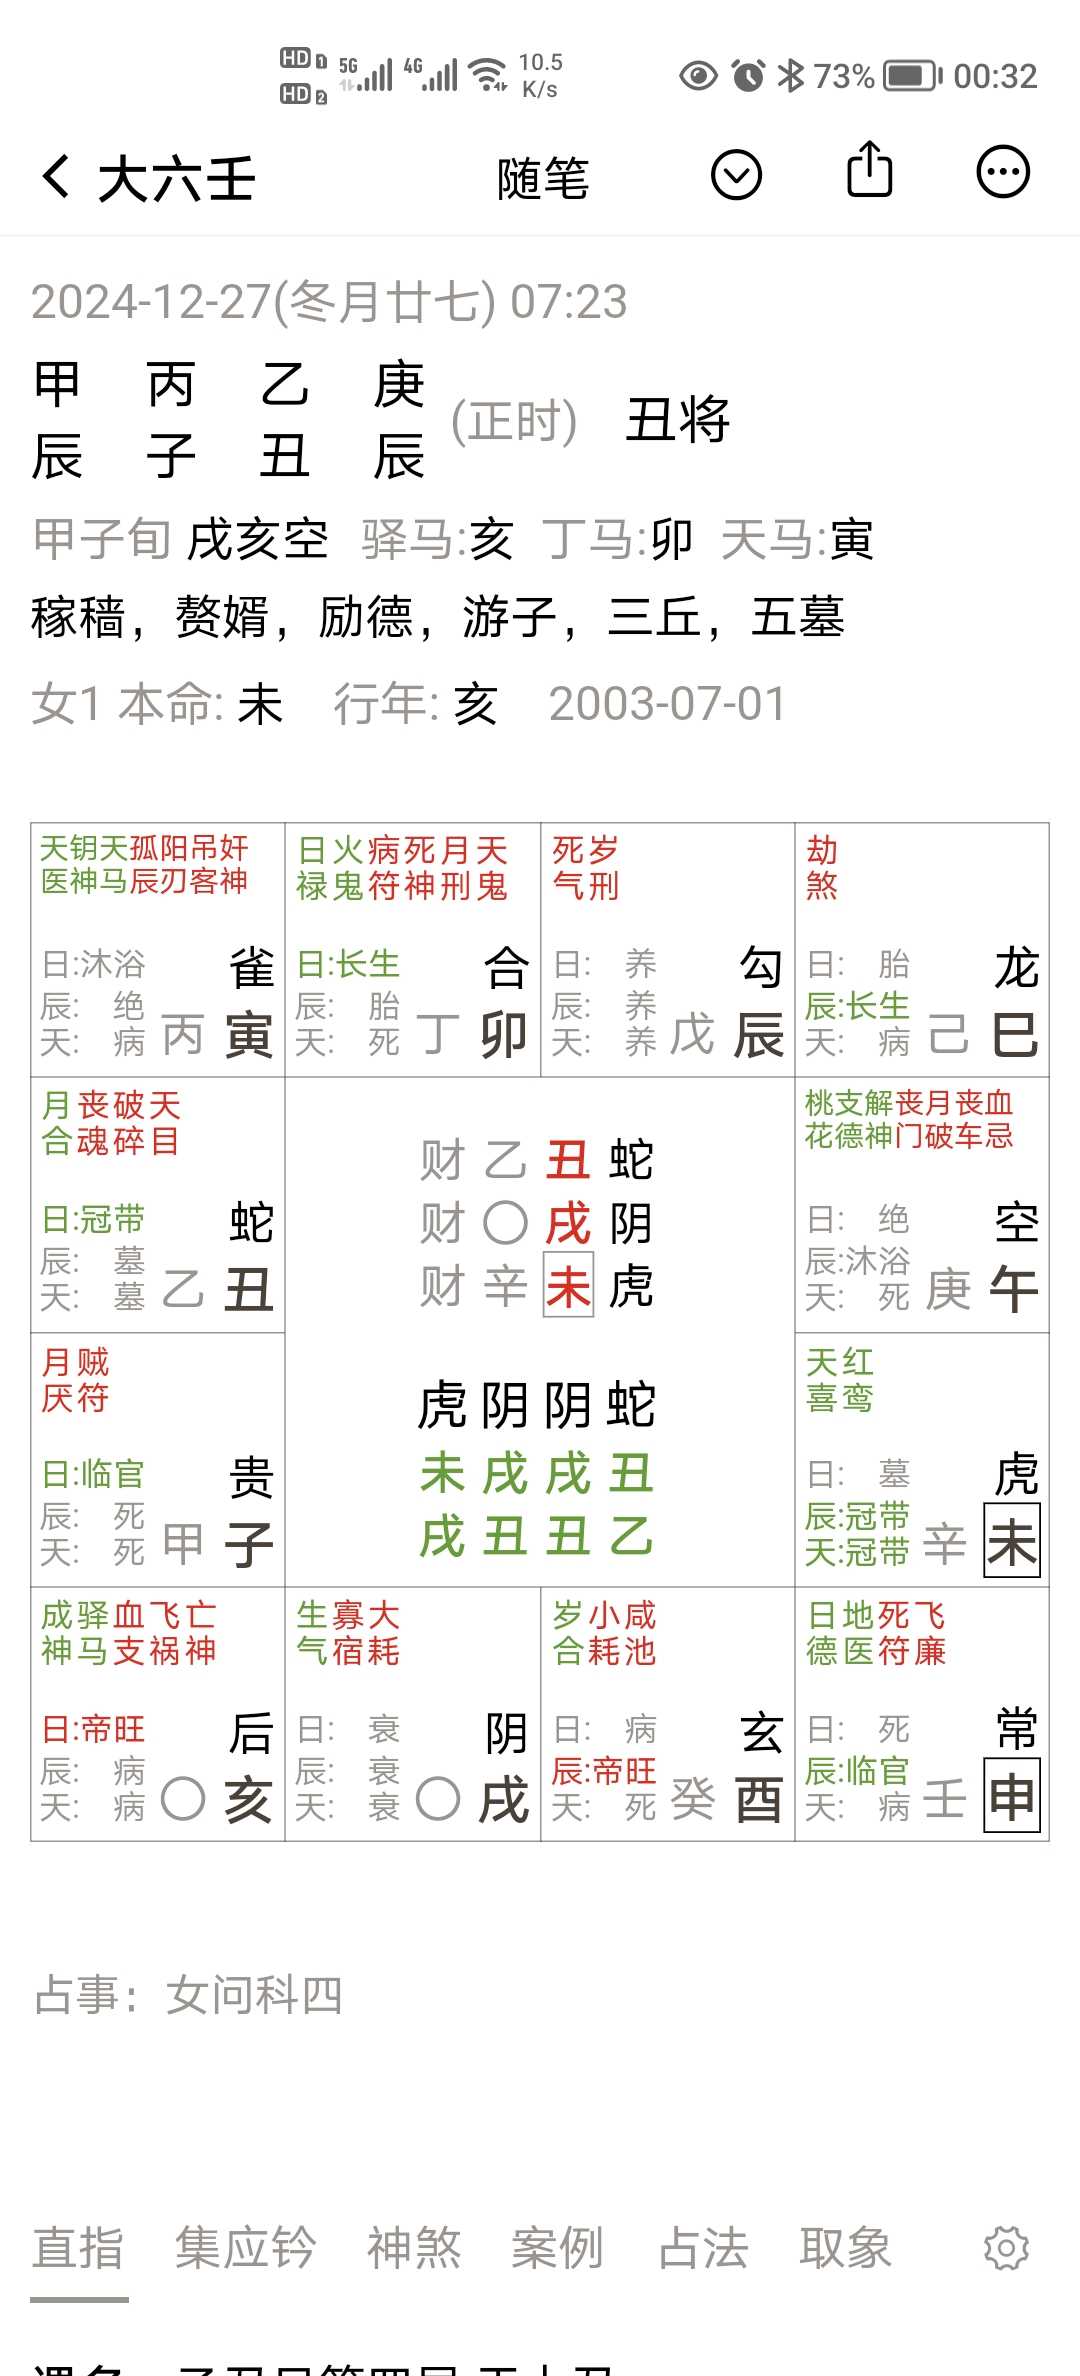 HD 1 5G 4G 10.5 73% 00:32
HD 2 K/s
大六壬 随笔
2024-12-27(冬月廿七) 07:23
甲 丙 乙 庚 (正时) 丑将
辰 子 丑 辰
甲子旬 戌亥空 驿马:亥 丁马:卯 天马:寅
稼穑，赘婿，励德，游子，三丘，五墓
女1 本命: 未 行年: 亥 2003-07-01
天钥天孤阳吊奸
医神马辰刃客神
日:沐浴 雀
辰: 绝
天: 病 丙 寅
日火病死月天
禄鬼符神刑鬼
日:长生 合
辰: 胎
天: 死 丁 卯
死岁
气刑
日: 养 勾
辰: 养
天: 养 戊 辰
劫
煞
日: 胎 龙
辰:长生
天: 病 己 巳
月丧破天
合魂碎目
日:冠带 蛇
辰: 墓
天: 墓 乙 丑
财 乙 丑 蛇
财 〇 戌 阴
财 辛 未 虎
虎 阴 阴 蛇
未 戌 戌 丑
戌 丑 丑 乙
桃支解丧月丧血
花德神门破车忌
日: 绝 空
辰:沐浴
天: 死 庚 午
月贼
厌符
日:临官 贵
辰: 死
天: 死 甲 子
天红
喜鸾
日: 墓 虎
辰:冠带
天:冠带 辛 未
成驿血飞亡
神马支祸神
日:帝旺 后
辰: 病
天: 病 〇 亥
生寡大
气宿耗
日: 衰 阴
辰: 衰
天: 衰 〇 戌
岁小咸
合耗池
日: 病 玄
辰:帝旺
天: 死 癸 酉
日地死飞
德医符廉
日: 死 常
辰:临官
天: 病 壬 申
占事: 女问科四
直指 集应钤 神煞 案例 占法 取象